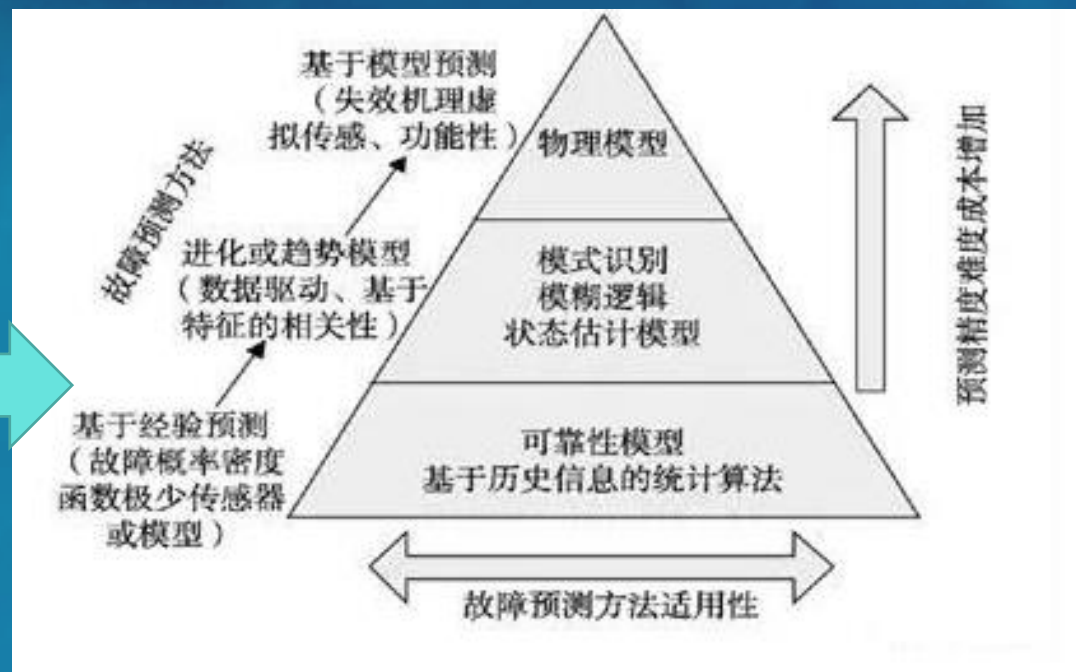 基于模型预测
（失效机理虚
拟传感、功能性）
物理模型
故障预测方法
进化或趋势模型
（数据驱动、基于
特征的相关性）
模式识别
模糊逻辑
状态估计模型
预测精度难度成本增加
基于经验预测
（故障概率密度
函数极少传感器
或模型）
可靠性模型
基于历史信息的统计算法
故障预测方法适用性